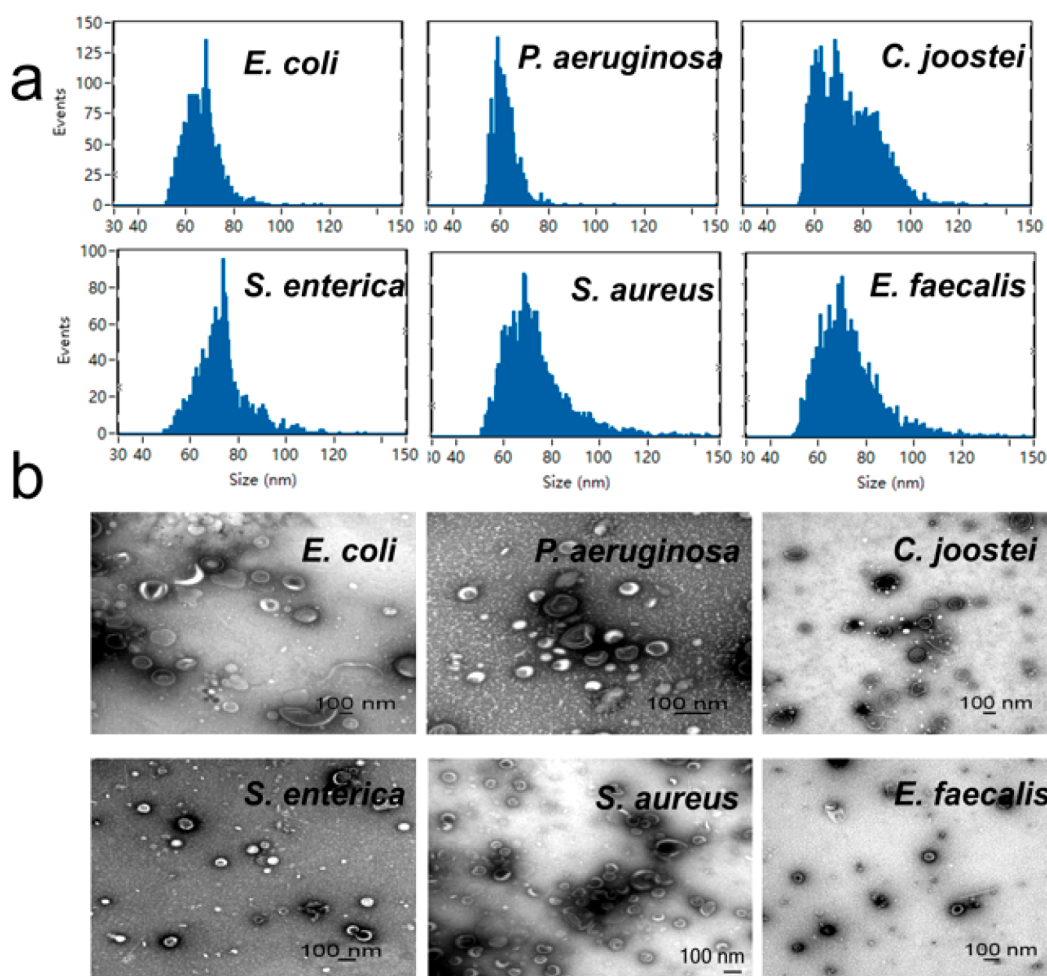 a
E. coli
P. aeruginosa
C. joostei
Events
150
125
100
75
50
25
0
30 40 60 80 100 120 150
30 40 60 80 100 120 150
30 40 60 80 100 120 150
S. enterica
S. aureus
E. faecalis
Events
100
80
60
40
20
0
30 40 60 80 100 120 150
30 40 60 80 100 120 150
30 40 60 80 100 120 150
Size (nm)
Size (nm)
Size (nm)
b
E. coli
P. aeruginosa
C. joostei
100 nm
100 nm
100 nm
S. enterica
S. aureus
E. faecalis
100 nm
100 nm
100 nm